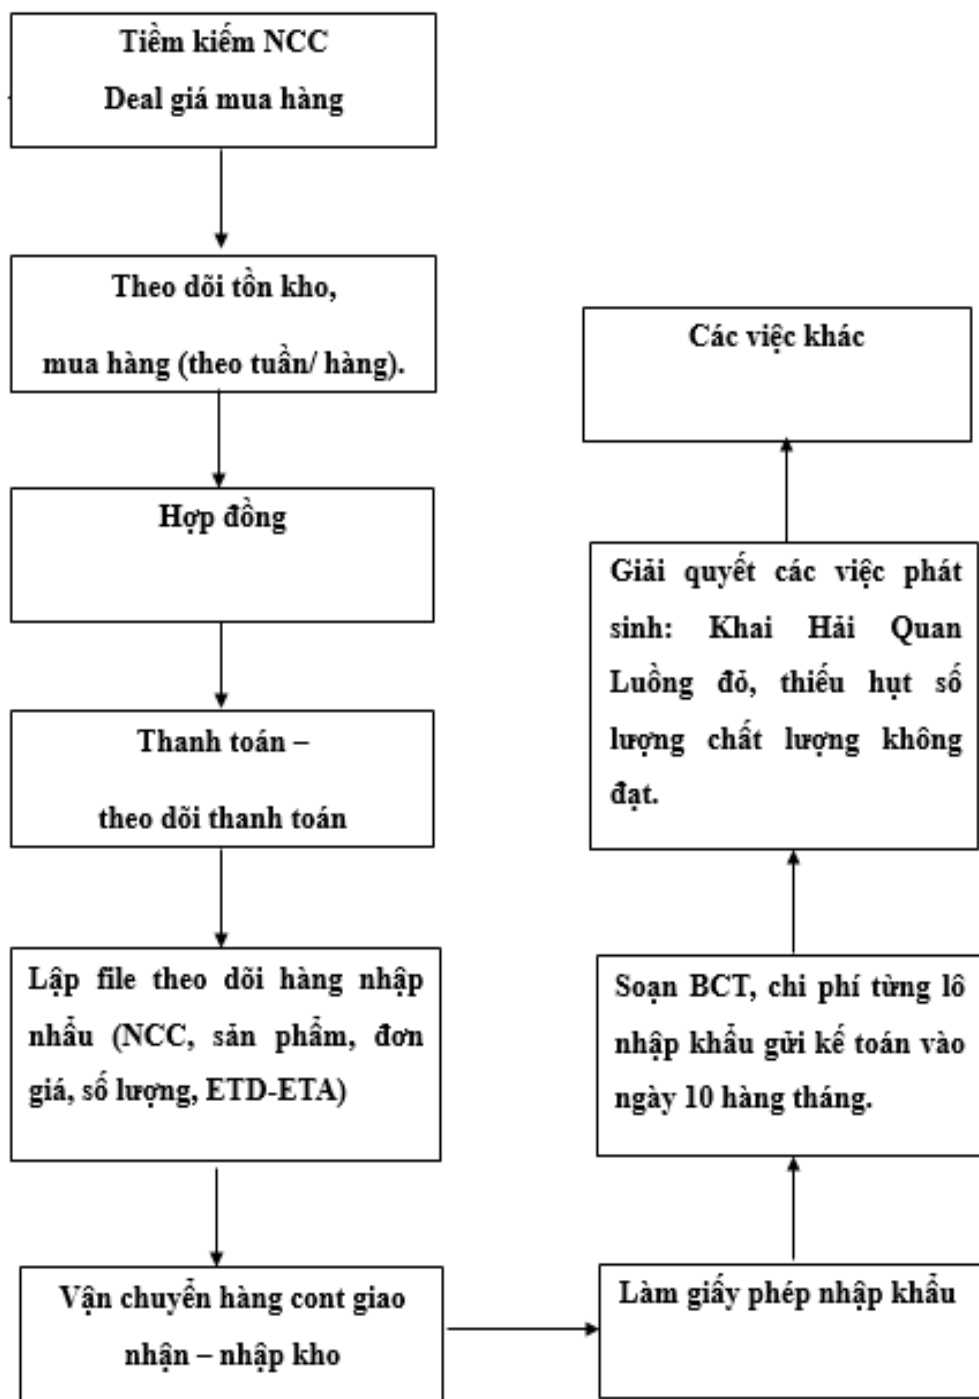 Tiềm kiếm NCC
Deal giá mua hàng
Theo dõi tồn kho,
mua hàng (theo tuần/ hàng).
Hợp đồng
Thanh toán –
theo dõi thanh toán
Lập file theo dõi hàng nhập
nhẩu (NCC, sản phẩm, đơn
giá, số lượng, ETD-ETA)
Vận chuyển hàng cont giao
nhận – nhập kho
Làm giấy phép nhập khẩu
Soạn BCT, chi phí từng lô
nhập khẩu gửi kế toán vào
ngày 10 hàng tháng.
Giải quyết các việc phát
sinh: Khai Hải Quan
Luồng đỏ, thiếu hụt số
lượng chất lượng không
đạt.
Các việc khác